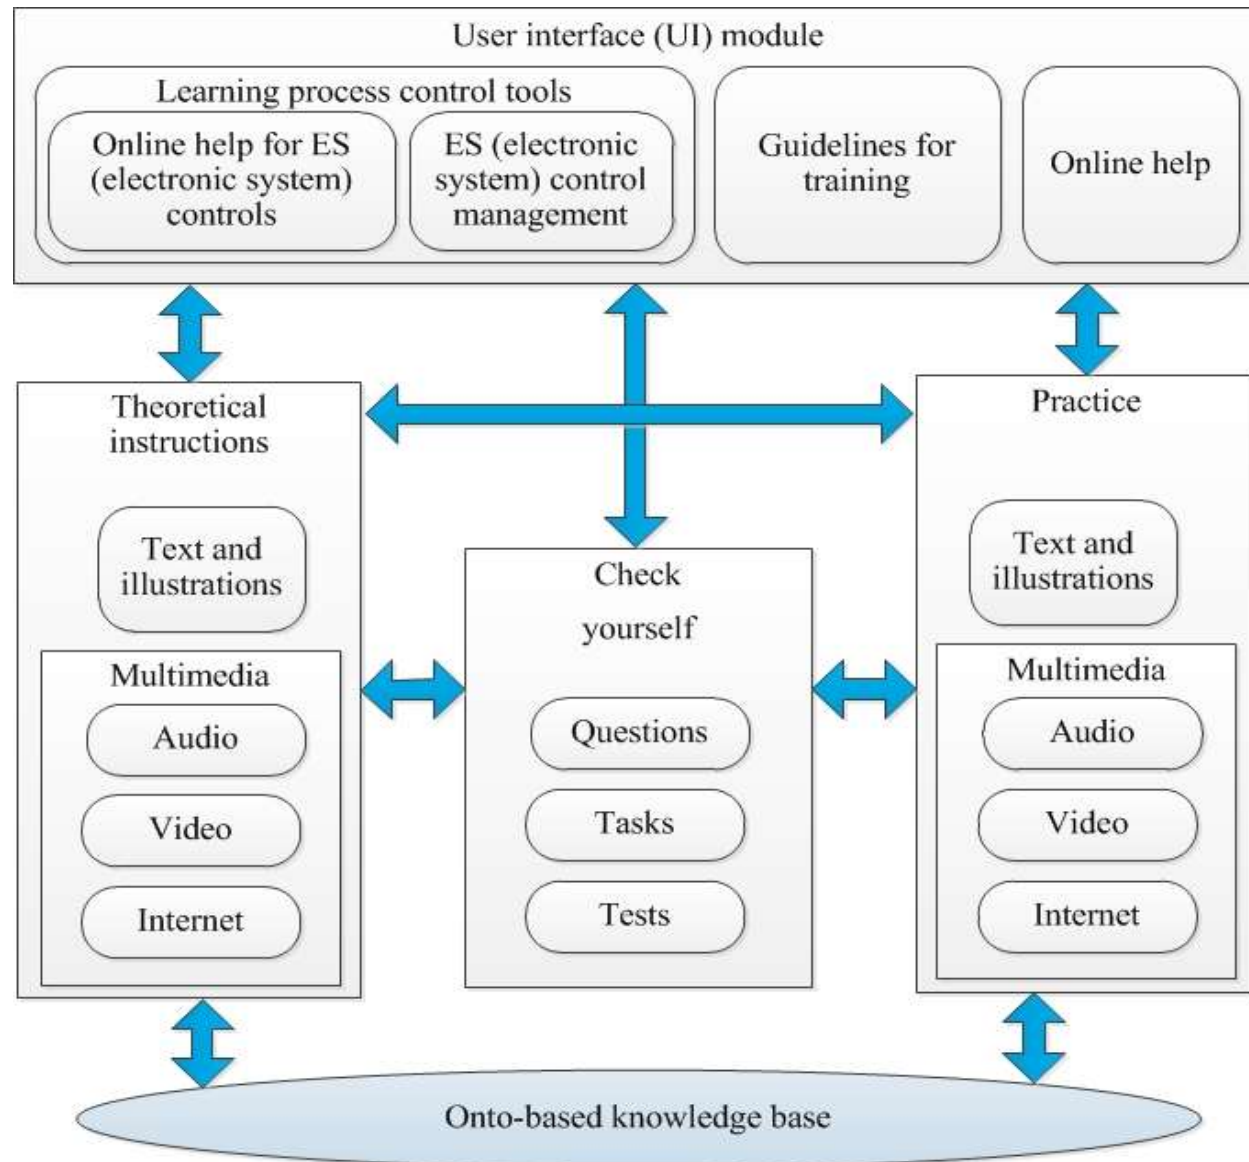 User interface (UI) module
Learning process control tools
Online help for ES
(electronic system)
controls
ES (electronic
system) control
management
Guidelines for
training
Online help
Theoretical
instructions
Text and
illustrations
Multimedia
Audio
Video
Internet
Check
yourself
Questions
Tasks
Tests
Practice
Text and
illustrations
Multimedia
Audio
Video
Internet
Onto-based knowledge base